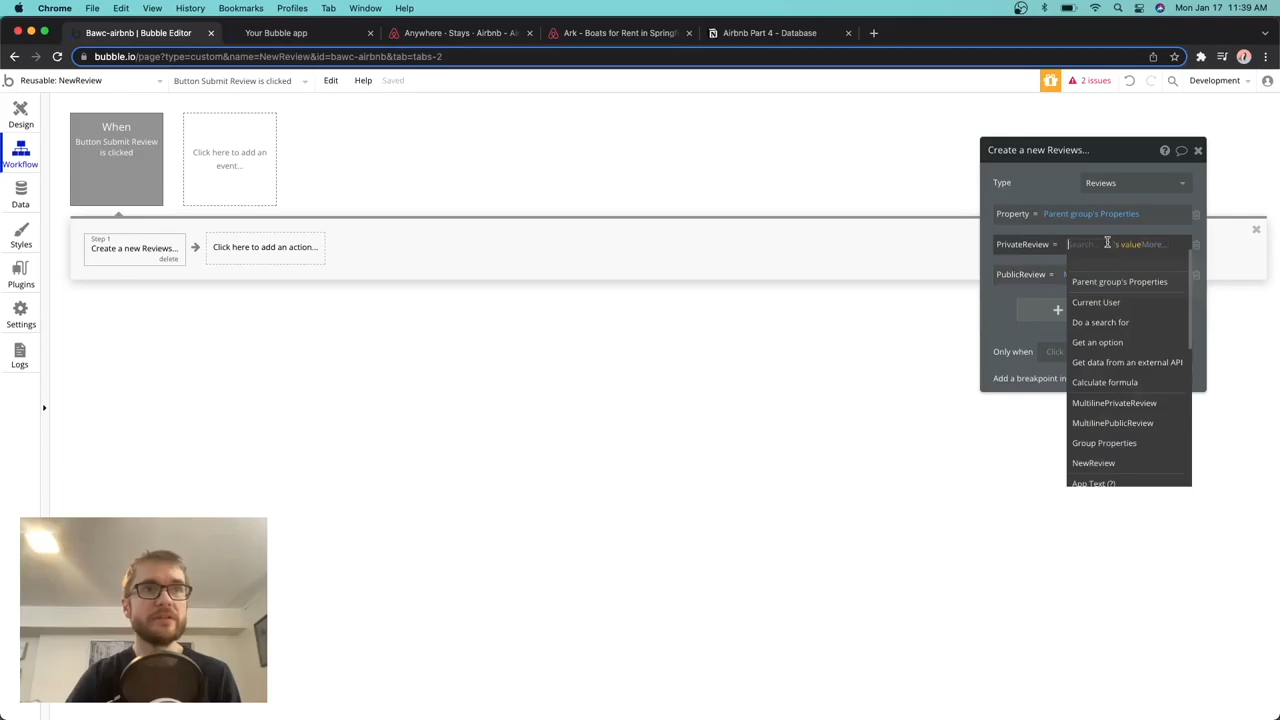 Chrome File Edit View History Bookmarks Profiles Tab Window Help Mon Jan 17 11:39 AM
Bawc-airbnb | Bubble Editor Your Bubble app Anywhere - Stays - Airbnb - Ark - Boats for Rent in Springf Airbnb Part 4 - Database
bubble.io/page?type=custom&name=NewReview&id=bawc-airbnb&tab=tabs-2
Reusable: NewReview Button Submit Review is clicked Edit Help Saved 2 issues Development
Design
Workflow
Data
Styles
Plugins
Settings
Logs
When
Button Submit Review
is clicked
Click here to add an
event...
Step 1
Create a new Reviews...
delete
Click here to add an action...
Create a new Reviews...
Type Reviews
Property = Parent group's Properties
PrivateReview = Search... 's value More...
PublicReview =
Only when Click
Add a breakpoint in
Parent group's Properties
Current User
Do a search for
Get an option
Get data from an external API
Calculate formula
MultilinePrivateReview
MultilinePublicReview
Group Properties
NewReview
App Text (?)